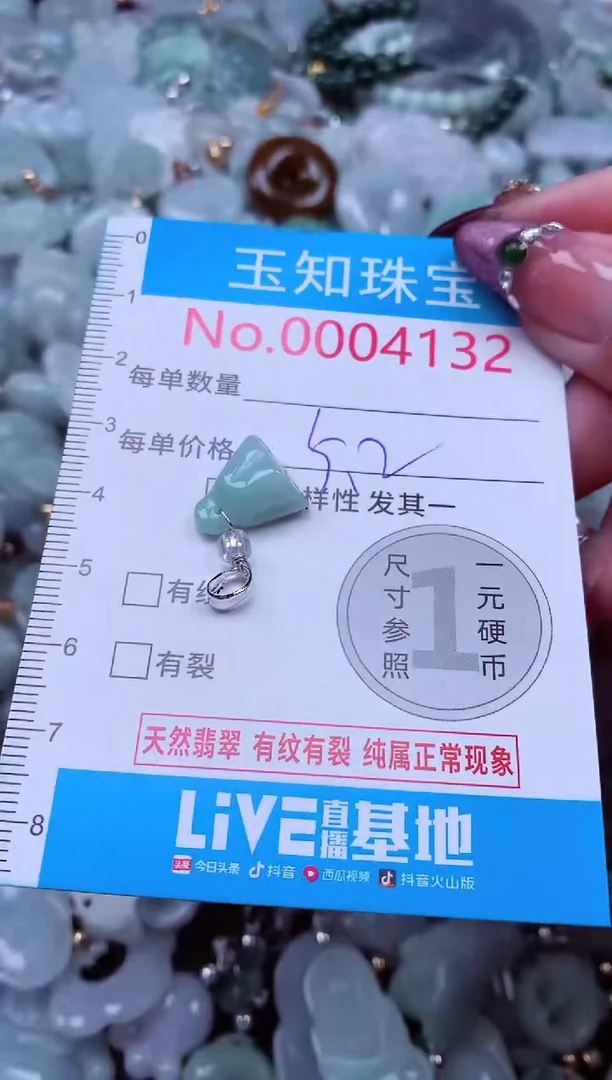 0
玉知珠宝
1
No.0004132
2
每单数量
3
每单价格 52
4
样性 发其一
5
有纹
尺寸参照
1
一元硬币
6
有裂
7
天然翡翠 有纹有裂 纯属正常现象
8
LiVE直播基地
头条 今日头条 抖音 西瓜视频 抖音火山版